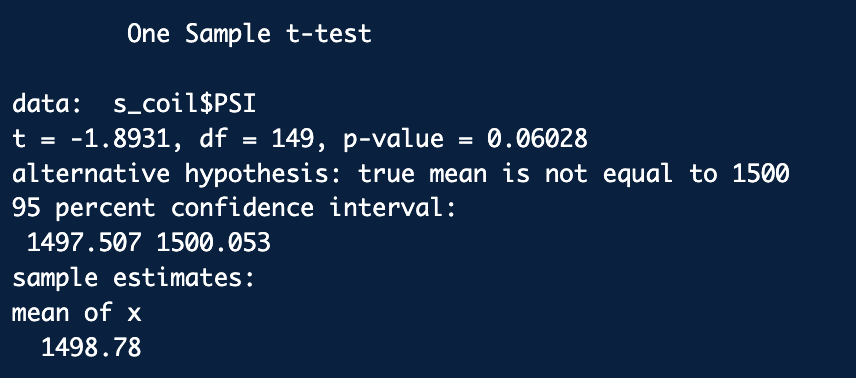 One Sample t-test
data:  s_coil$PSI
t = -1.8931, df = 149, p-value = 0.06028
alternative hypothesis: true mean is not equal to 1500
95 percent confidence interval:
1497.507 1500.053
sample estimates:
mean of x
1498.78